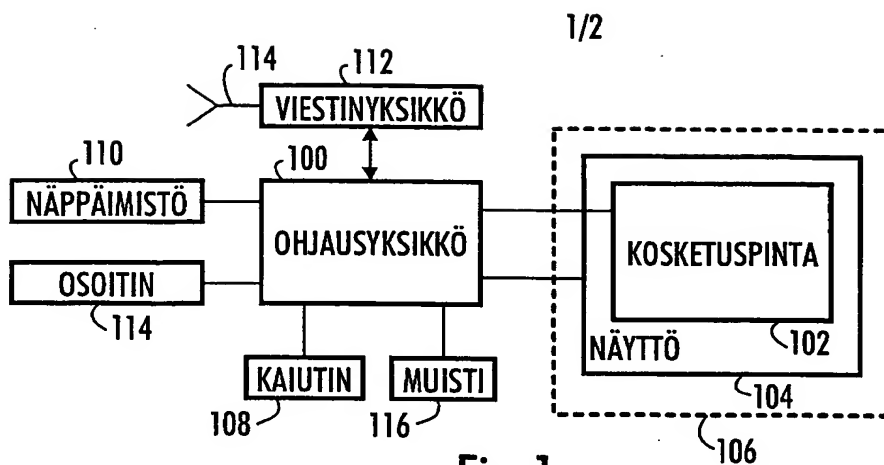 1/2
114
112
VIESTINYKSIKKÖ
110
100
NÄPPÄIMISTÖ
OHJAUSYKSIKKÖ
KOSKETUSPINTA
OSOITIN
114
NÄYTTÖ
102
KAIUTIN
MUISTI
104
108
116
106